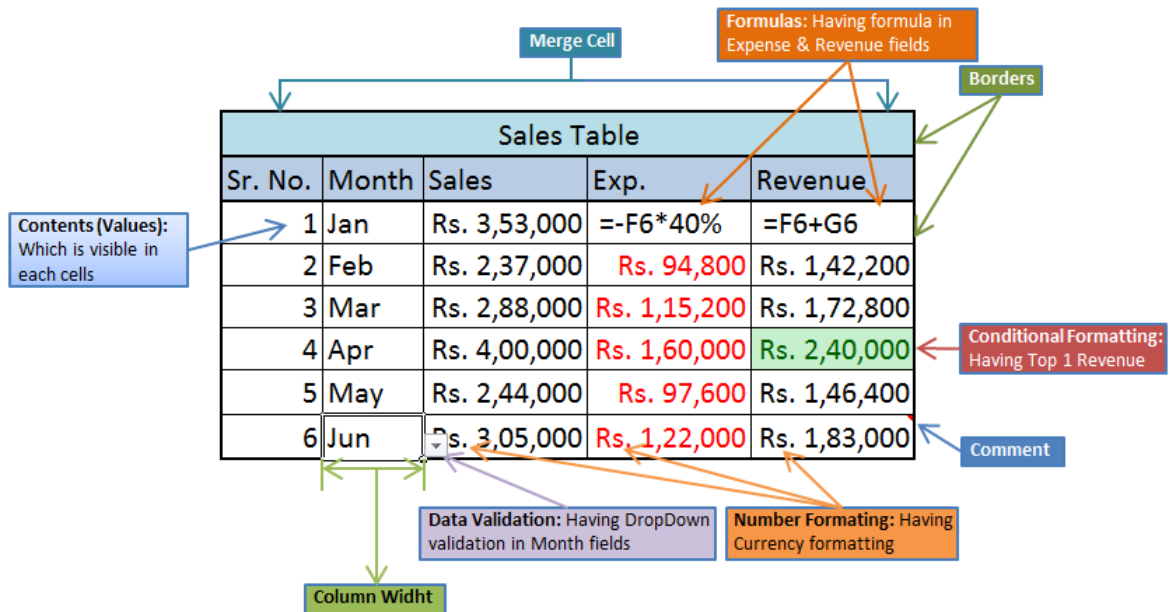 Formulas: Having formula in
Expense & Revenue fields
Merge Cell
Borders
Sales Table
Sr. No. Month Sales Exp. Revenue
1 Jan Rs. 3,53,000 =-F6*40% =F6+G6
Contents (Values):
Which is visible in
each cells
2 Feb Rs. 2,37,000 Rs. 94,800 Rs. 1,42,200
3 Mar Rs. 2,88,000 Rs. 1,15,200 Rs. 1,72,800
4 Apr Rs. 4,00,000 Rs. 1,60,000 Rs. 2,40,000
Conditional Formatting:
Having Top 1 Revenue
5 May Rs. 2,44,000 Rs. 97,600 Rs. 1,46,400
6 Jun Rs. 3,05,000 Rs. 1,22,000 Rs. 1,83,000
Comment
Data Validation: Having DropDown
validation in Month fields
Number Formating: Having
Currency formatting
Column Widht